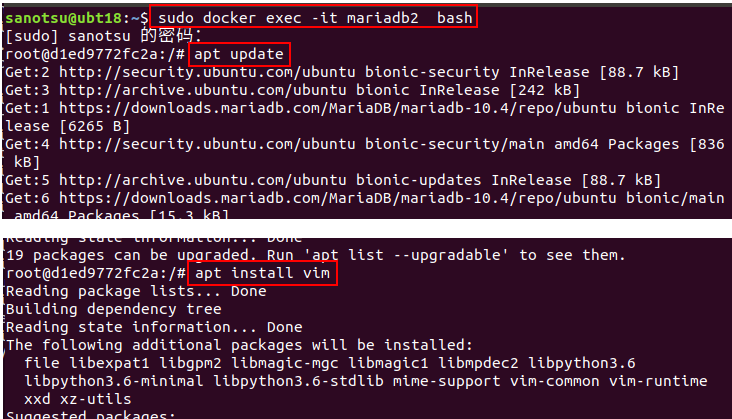 sanotsu@ubt18:~$ sudo docker exec -it mariadb2  bash
[sudo] sanotsu 的密码：
root@d1ed9772fc2a:/# apt update
Get:2 http://security.ubuntu.com/ubuntu bionic-security InRelease [88.7 kB]
Get:3 http://archive.ubuntu.com/ubuntu bionic InRelease [242 kB]
Get:1 https://downloads.mariadb.com/MariaDB/mariadb-10.4/repo/ubuntu bionic InRe
lease [6265 B]
Get:4 http://security.ubuntu.com/ubuntu bionic-security/main amd64 Packages [836
 kB]
Get:5 http://archive.ubuntu.com/ubuntu bionic-updates InRelease [88.7 kB]
Get:6 https://downloads.mariadb.com/MariaDB/mariadb-10.4/repo/ubuntu bionic/main
 amd64 Packages [15.3 kB]
Reading state information... Done
19 packages can be upgraded. Run 'apt list --upgradable' to see them.
root@d1ed9772fc2a:/# apt install vim
Reading package lists... Done
Building dependency tree
Reading state information... Done
The following additional packages will be installed:
  file libexpat1 libgpm2 libmagic-mgc libmagic1 libmpdec2 libpython3.6
  libpython3.6-minimal libpython3.6-stdlib mime-support vim-common vim-runtime
  xxd xz-utils
Suggested packages: